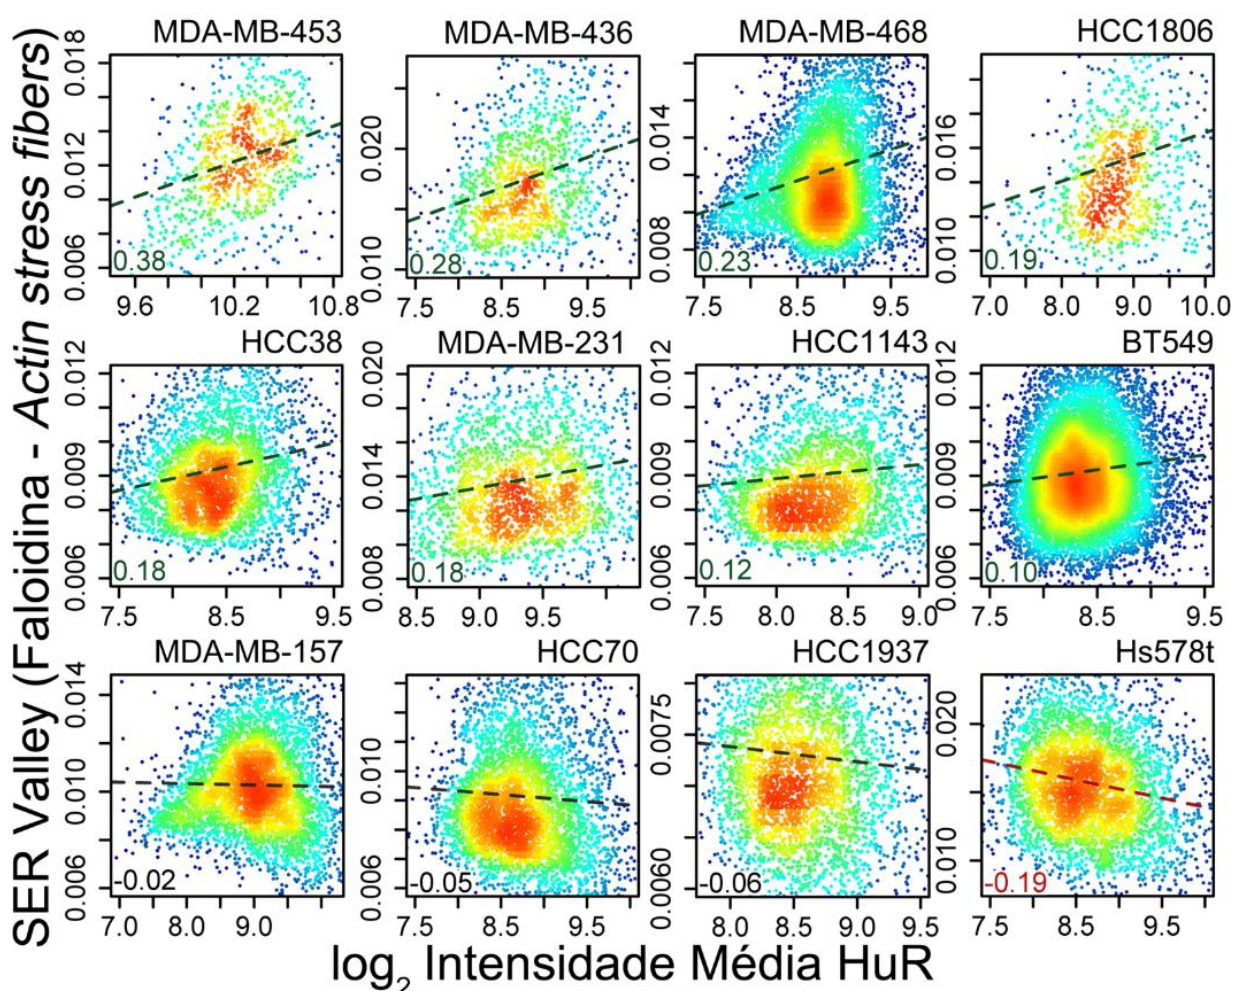 SER Valley (Faloidina - Actin stress fibers)
MDA-MB-453 MDA-MB-436 MDA-MB-468 HCC1806
0.018 0.012 0.006
0.38
9.6 10.2 10.8
0.020 0.010
0.28
7.5 8.5 9.5
0.014 0.008
0.23
7.5 8.5 9.5
0.016 0.010
0.19
7.0 8.0 9.0 10.0
HCC38 MDA-MB-231 HCC1143 BT549
0.012 0.009 0.006
0.18
7.5 8.5 9.5
0.020 0.014 0.008
0.18
8.5 9.0 9.5
0.012 0.009 0.006
0.12
7.5 8.0 8.5 9.0
0.012 0.009 0.006
0.10
7.5 8.5 9.5
MDA-MB-157 HCC70 HCC1937 Hs578t
0.014 0.010 0.006
-0.02
7.0 8.0 9.0
0.010 0.006
-0.05
7.5 8.5 9.5
0.0075 0.0060
-0.06
8.0 8.5 9.0 9.5
0.020 0.010
-0.19
7.5 8.5 9.5
log2 Intensidade Média HuR